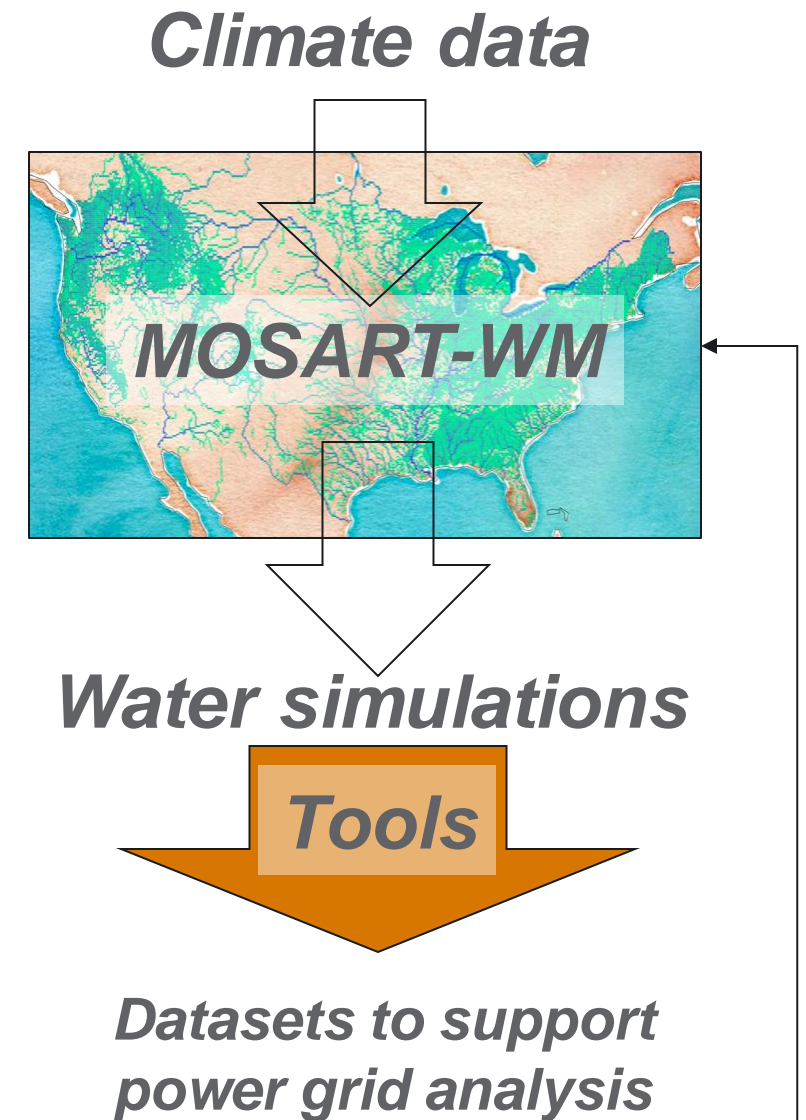 Climate data
MOSART-WM
Water simulations
Tools
Datasets to support
power grid analysis